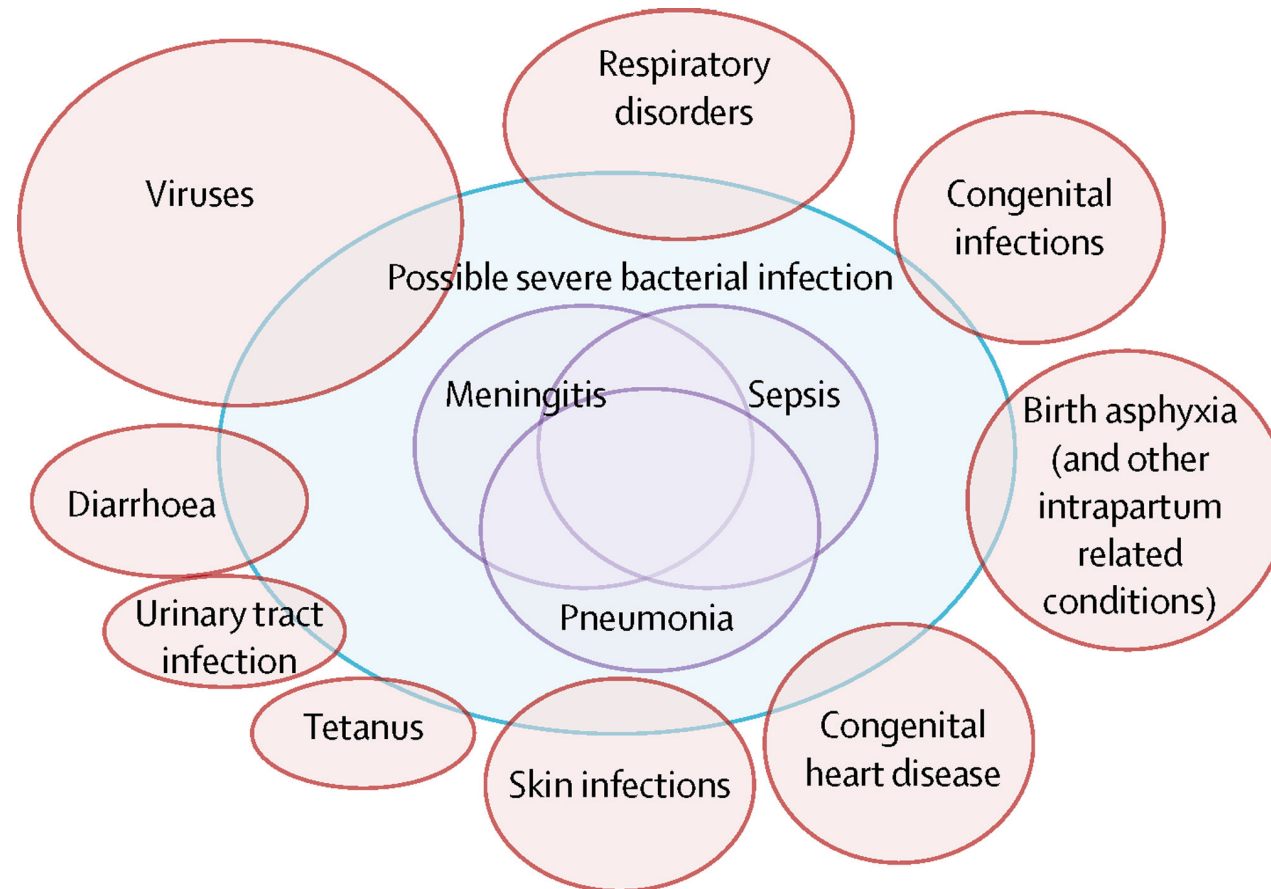 Respiratory
disorders
Viruses
Congenital
infections
Possible severe bacterial infection
Meningitis
Sepsis
Birth asphyxia
(and other
intrapartum
related
conditions)
Diarrhoea
Urinary tract
infection
Pneumonia
Tetanus
Skin infections
Congenital
heart disease